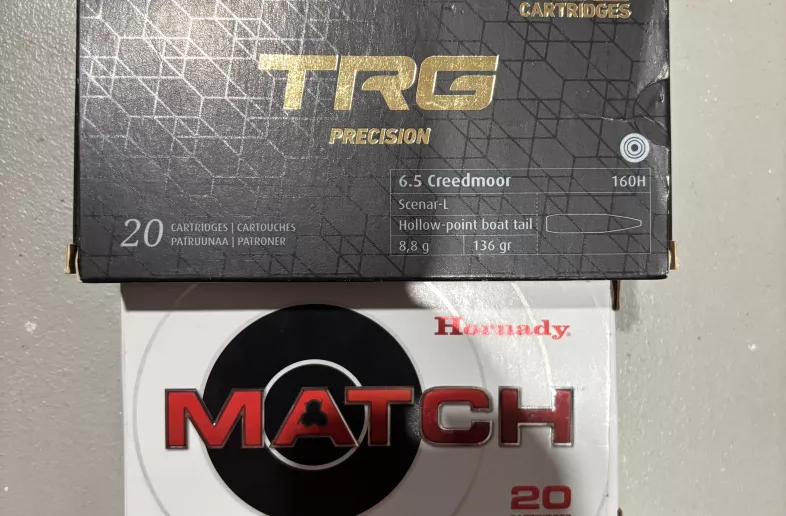 CARTRIDGES
TRG
PRECISION
6.5 Creedmoor 160H
Scenar-L
Hollow-point boat tail
8,8 g 136 gr
20 CARTRIDGES | CARTOUCHES
PATRUUNAA | PATRONER
Hornady
MATCH
20